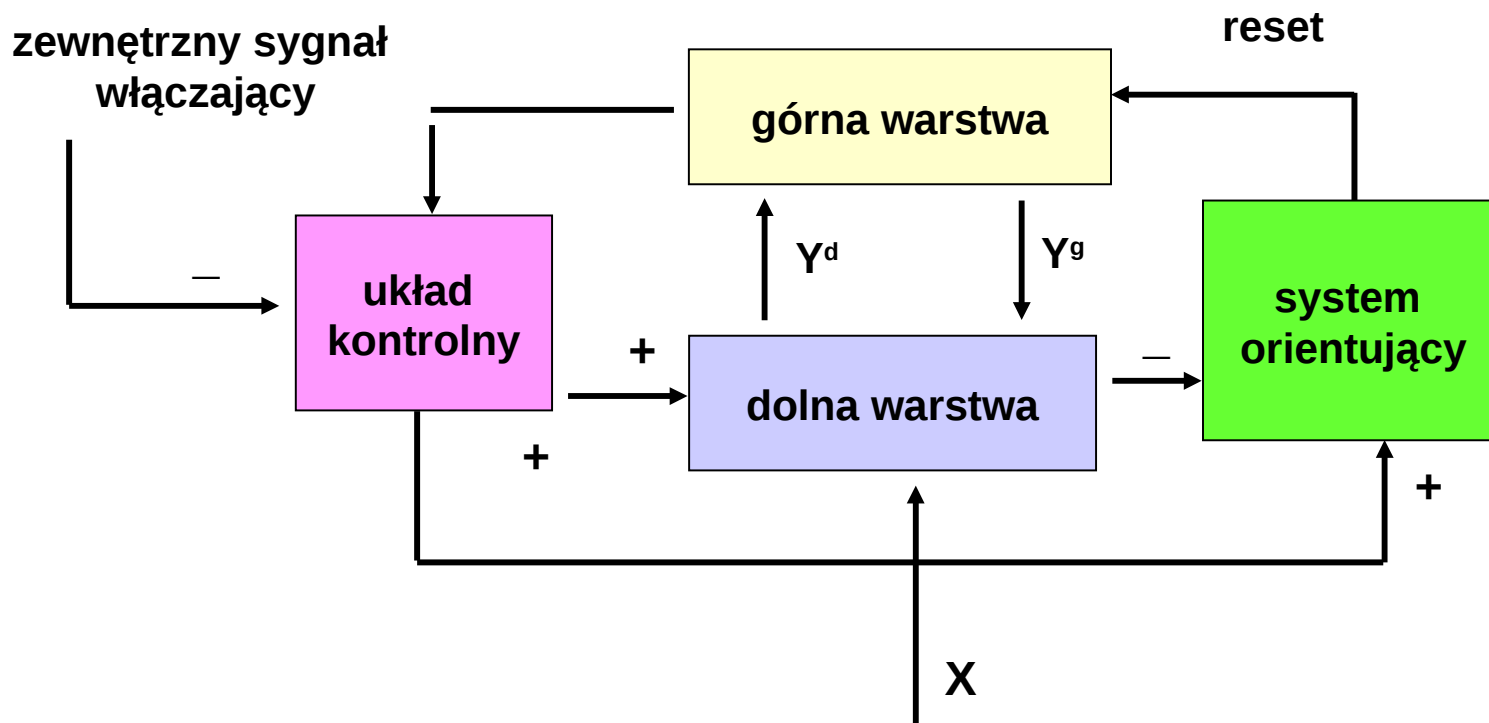 zewnętrzny sygnał
włączający
reset
górna warstwa
układ
kontrolny
_
Yᵈ
Yᵍ
system
orientujący
+
_
dolna warstwa
+
+
X